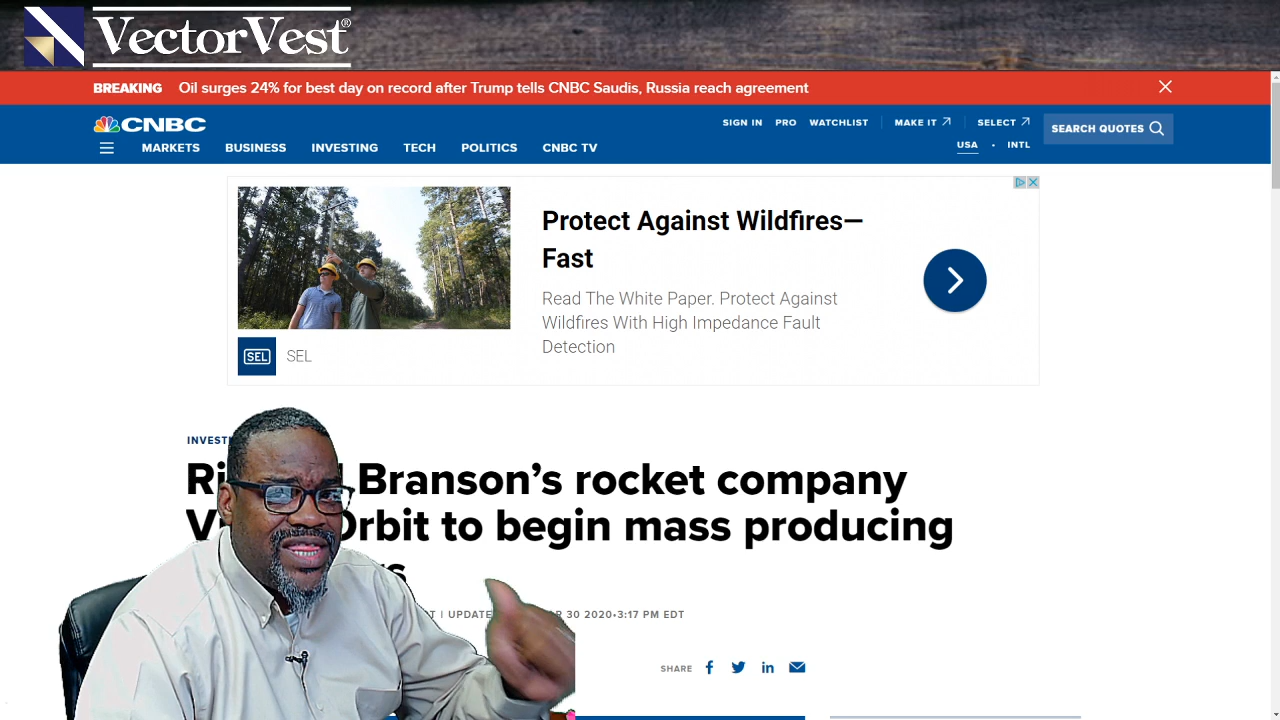 VectorVest®
BREAKING Oil surges 24% for best day on record after Trump tells CNBC Saudis, Russia reach agreement
CNBC
SIGN IN PRO WATCHLIST MAKE IT SELECT
SEARCH QUOTES
USA • INTL
MARKETS BUSINESS INVESTING TECH POLITICS CNBC TV
Protect Against Wildfires—
Fast
Read The White Paper. Protect Against
Wildfires With High Impedance Fault
Detection
SEL SEL
Branson's rocket company
Orbit to begin mass producing
30 2020•3:17 PM EDT
SHARE